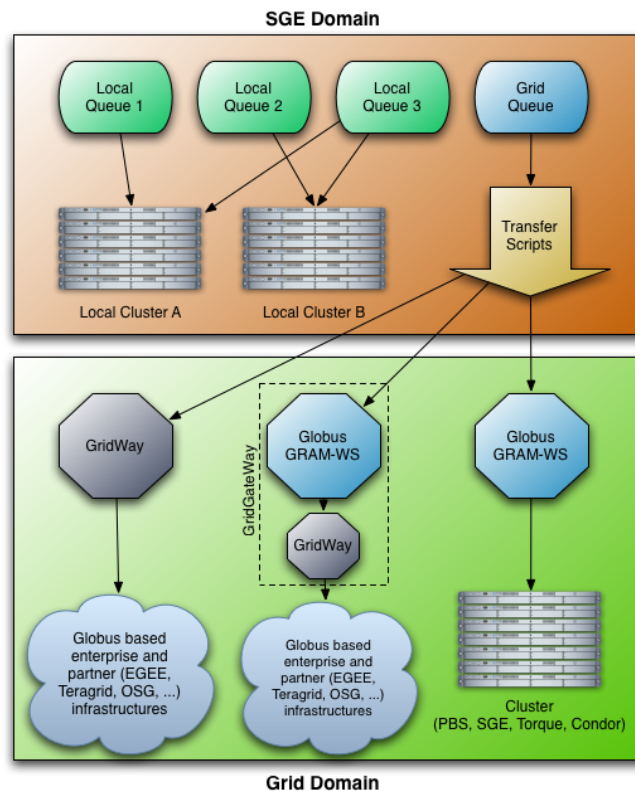 SGE Domain
Local
Queue 1
Local
Queue 2
Local
Queue 3
Grid
Queue
Transfer
Scripts
Local Cluster A
Local Cluster B
GridWay
GridGateWay
Globus
GRAM-WS
GridWay
Globus
GRAM-WS
Globus based
enterprise and
partner (EGEE,
Teragrid, OSG, ...)
infrastructures
Globus based
enterprise and
partner (EGEE,
Teragrid, OSG, ...)
infrastructures
Cluster
(PBS, SGE, Torque, Condor)
Grid Domain